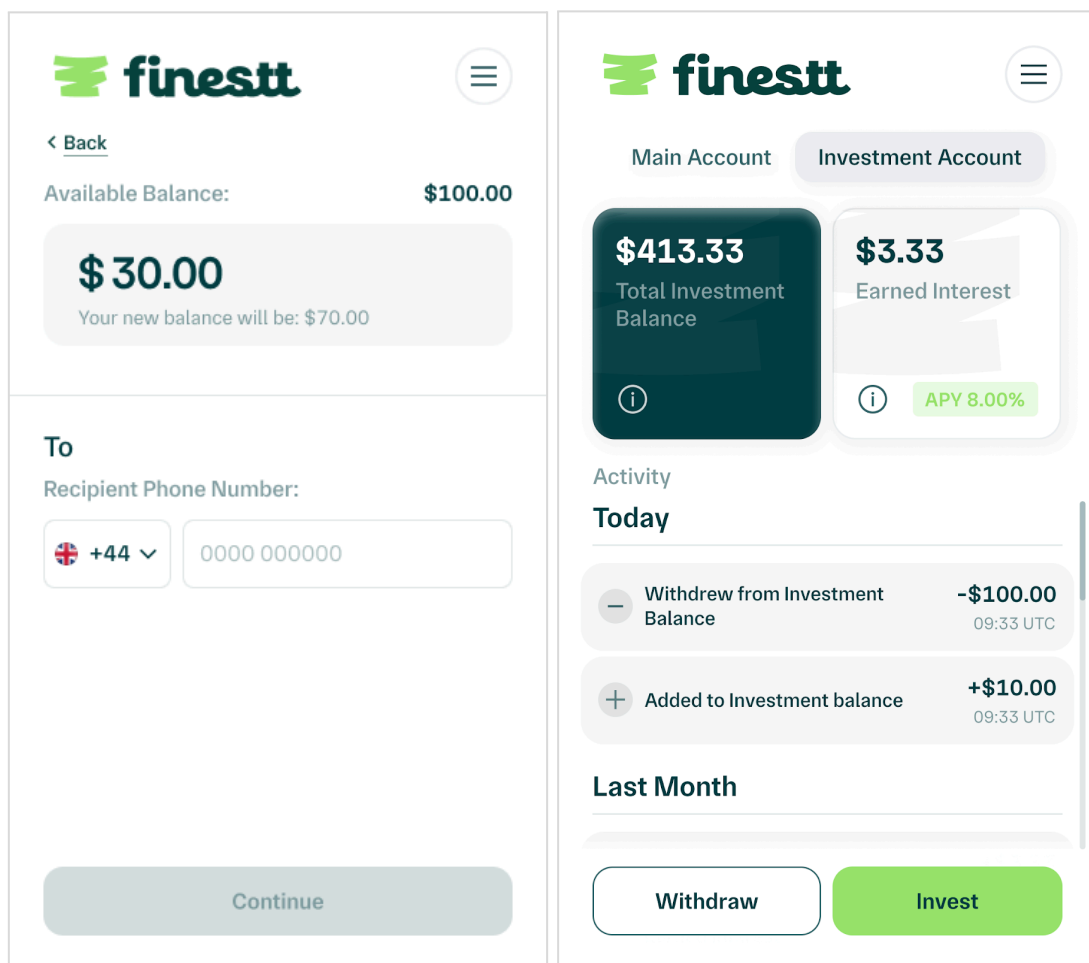 finestt
Back
Available Balance: $100.00
$ 30.00
Your new balance will be: $70.00
To
Recipient Phone Number:
+44 0000 000000
Continue
finestt
Main Account Investment Account
$413.33
Total Investment
Balance
$3.33
Earned Interest
APY 8.00%
Activity
Today
Withdrew from Investment
Balance
-$100.00
09:33 UTC
Added to Investment balance
+$10.00
09:33 UTC
Last Month
Withdraw Invest